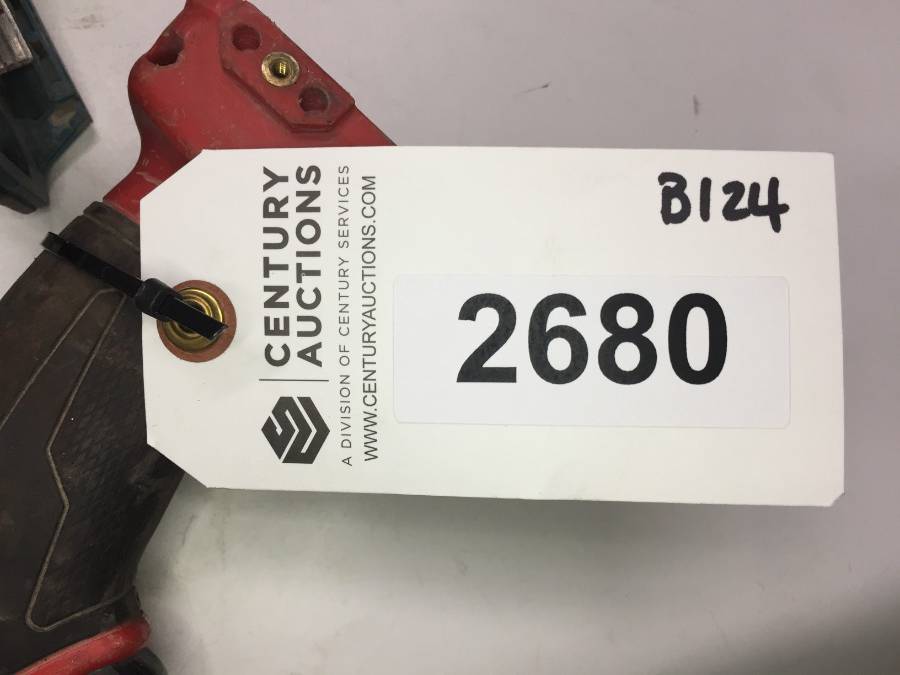 CENTURY
AUCTIONS
A DIVISION OF CENTURY SERVICES
WWW.CENTURYAUCTIONS.COM
B124
2680